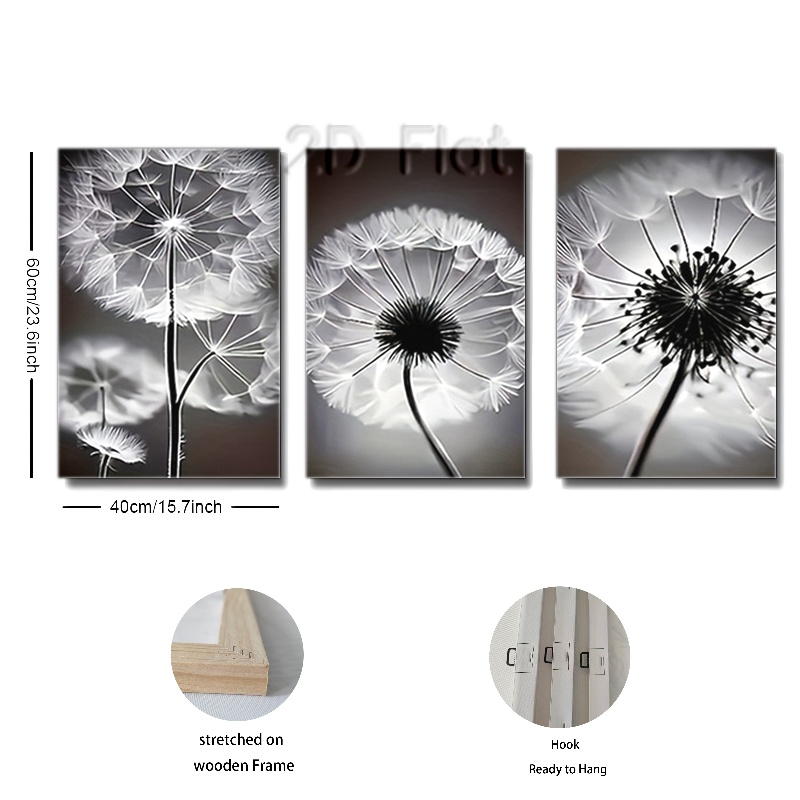 2D Flat
60cm/23.6inch
40cm/15.7inch
stretched on
wooden Frame
Hook
Ready to Hang